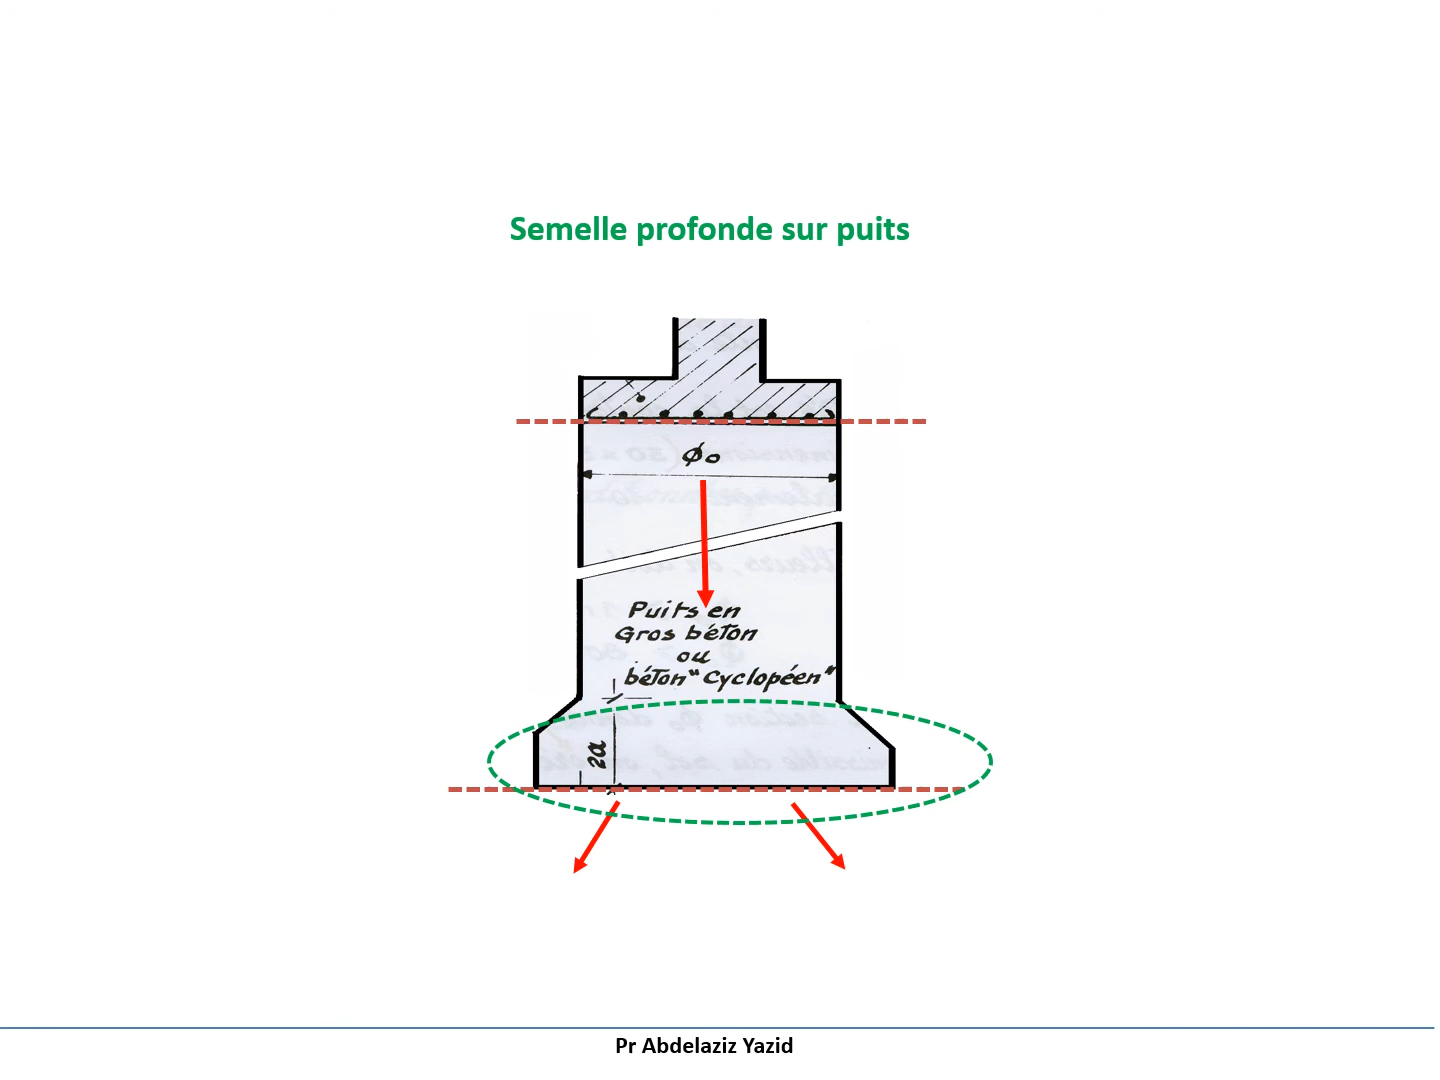 Semelle profonde sur puits
ϕo
Puits en
Gros béton
ou
béton "Cyclopéen"
2a
Pr Abdelaziz Yazid